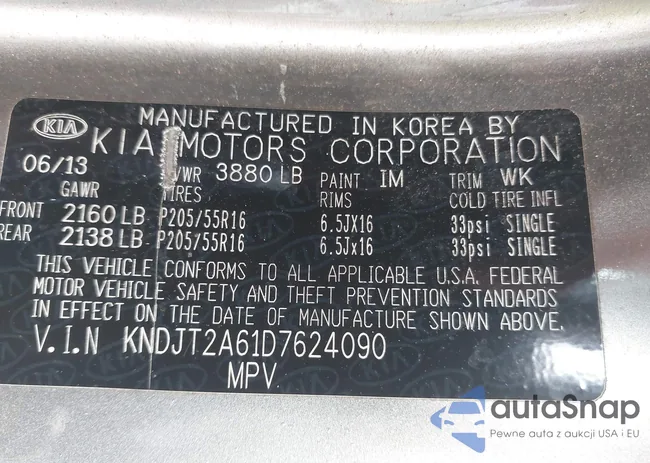 MANUFACTURED IN KOREA BY
KIA KIA MOTORS CORPORATION
06/13 GVWR 3880 LB PAINT IM TRIM WK
GAWR TIRES RIMS COLD TIRE INFL
FRONT 2160 LB P205/55R16 6.5JX16 33psi SINGLE
REAR 2138 LB P205/55R16 6.5Jx16 33psi SINGLE
THIS VEHICLE CONFORMS TO ALL APPLICABLE U.S.A. FEDERAL
MOTOR VEHICLE SAFETY AND THEFT PREVENTION STANDARDS
IN EFFECT ON THE DATE OF MANUFACTURE SHOWN ABOVE.
V.I.N KNDJT2A61D7624090
MPV
autoSnap
Pewne auta z aukcji USA i EU